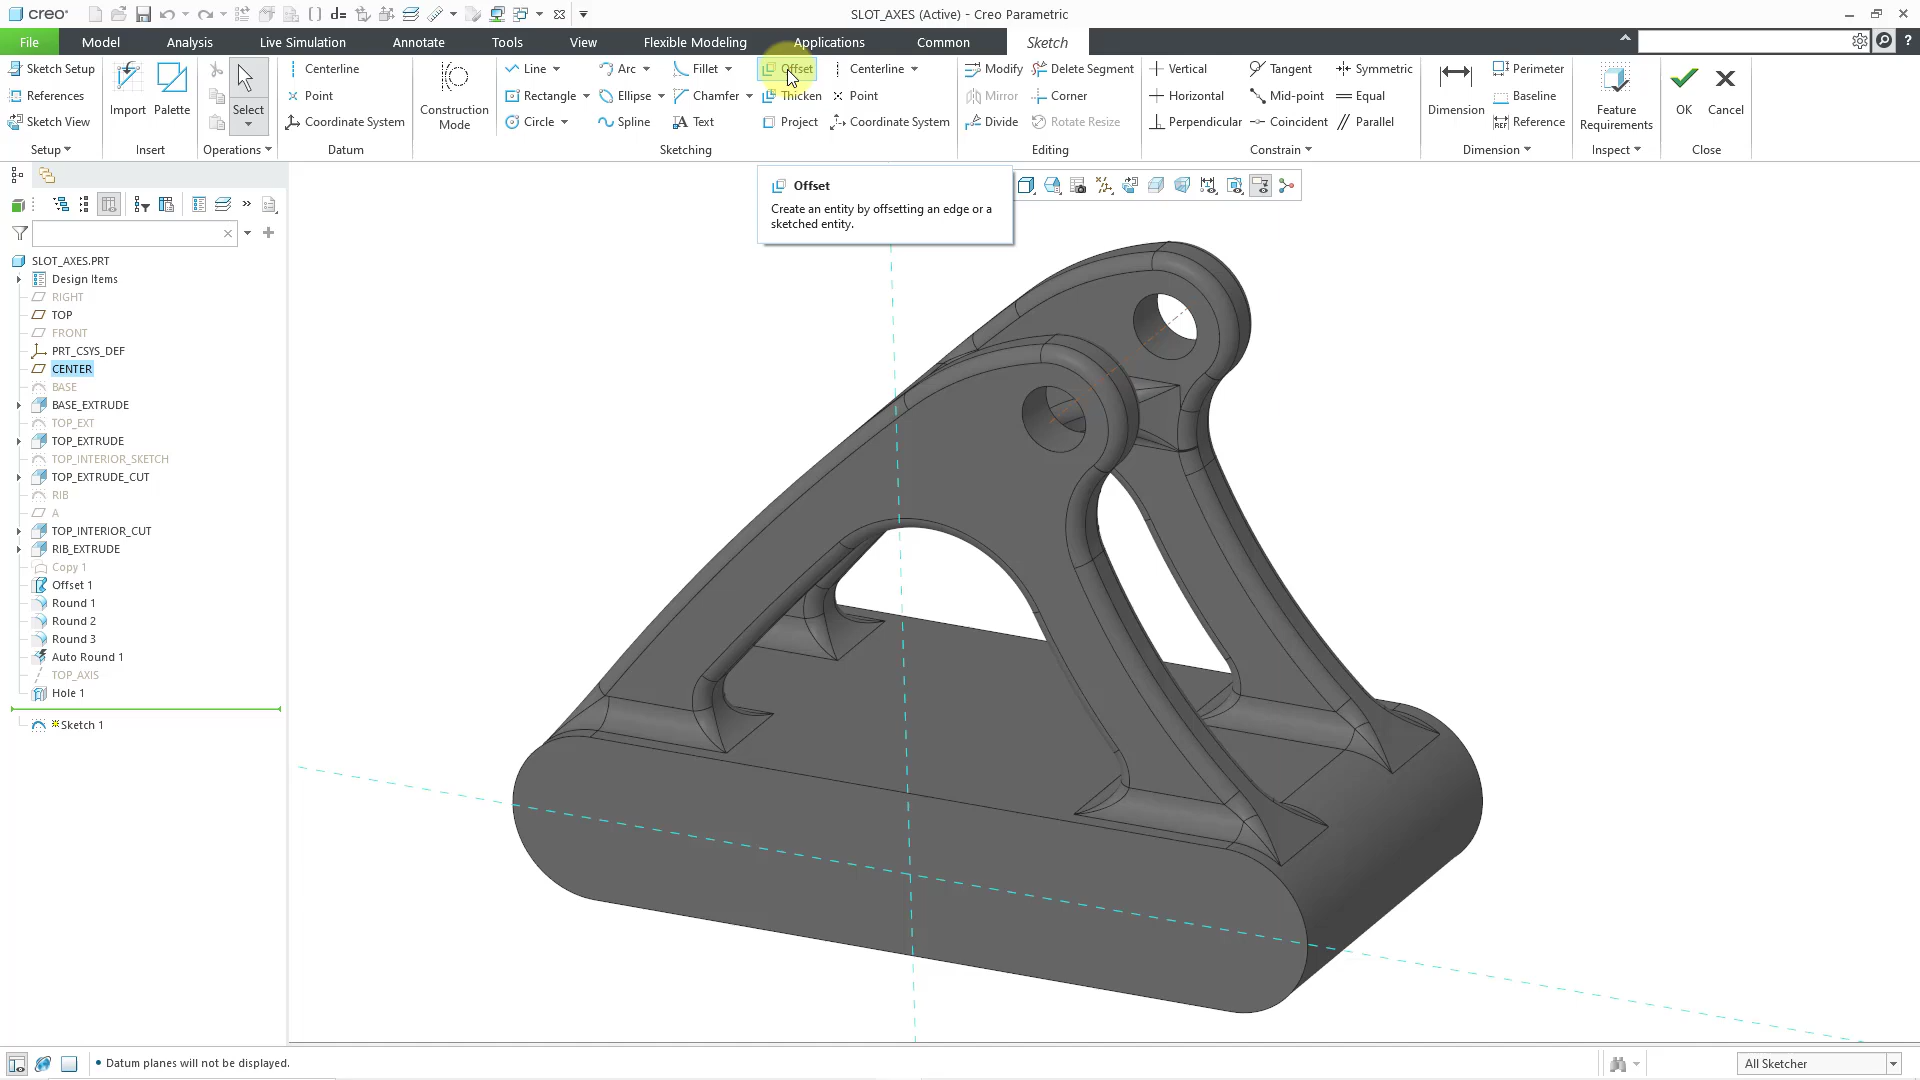 creo
d=
SLOT_AXES (Active) - Creo Parametric
File
Model
Analysis
Live Simulation
Annotate
Tools
View
Flexible Modeling
Applications
Common
Sketch
Sketch Setup
References
Sketch View
Setup
Import
Palette
Insert
Select
Operations
Centerline
Point
Coordinate System
Datum
Construction
Mode
Line
Rectangle
Circle
Arc
Ellipse
Spline
Fillet
Chamfer
Text
Offset
Thicken
Project
Centerline
Point
Coordinate System
Sketching
Modify
Mirror
Divide
Delete Segment
Corner
Rotate Resize
Editing
Vertical
Horizontal
Perpendicular
Tangent
Mid-point
Coincident
Symmetric
Equal
Parallel
Constrain
Dimension
Perimeter
Baseline
Reference
Dimension
Feature
Requirements
Inspect
OK
Cancel
Close
Offset
Create an entity by offsetting an edge or a
sketched entity.
SLOT_AXES.PRT
Design Items
RIGHT
TOP
FRONT
PRT_CSYS_DEF
CENTER
BASE
BASE_EXTRUDE
TOP_EXT
TOP_EXTRUDE
TOP_INTERIOR_SKETCH
TOP_EXTRUDE_CUT
RIB
A
TOP_INTERIOR_CUT
RIB_EXTRUDE
Copy 1
Offset 1
Round 1
Round 2
Round 3
Auto Round 1
TOP_AXIS
Hole 1
Sketch 1
• Datum planes will not be displayed.
All Sketcher